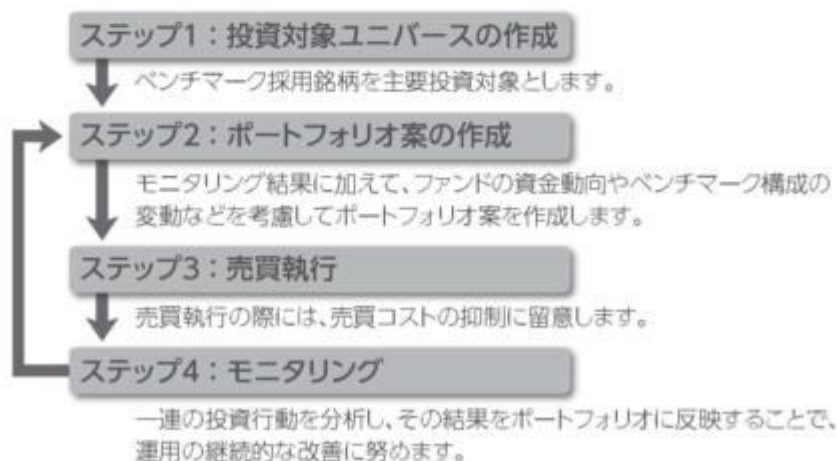 ステップ1：投資対象ユニバースの作成
ベンチマーク採用銘柄を主要投資対象とします。
ステップ2：ポートフォリオ案の作成
モニタリング結果に加えて、ファンドの資金動向やベンチマーク構成の
変動などを考慮してポートフォリオ案を作成します。
ステップ3：売買執行
売買執行の際には、売買コストの抑制に留意します。
ステップ4：モニタリング
一連の投資行動を分析し、その結果をポートフォリオに反映することで、
運用の継続的な改善に努めます。